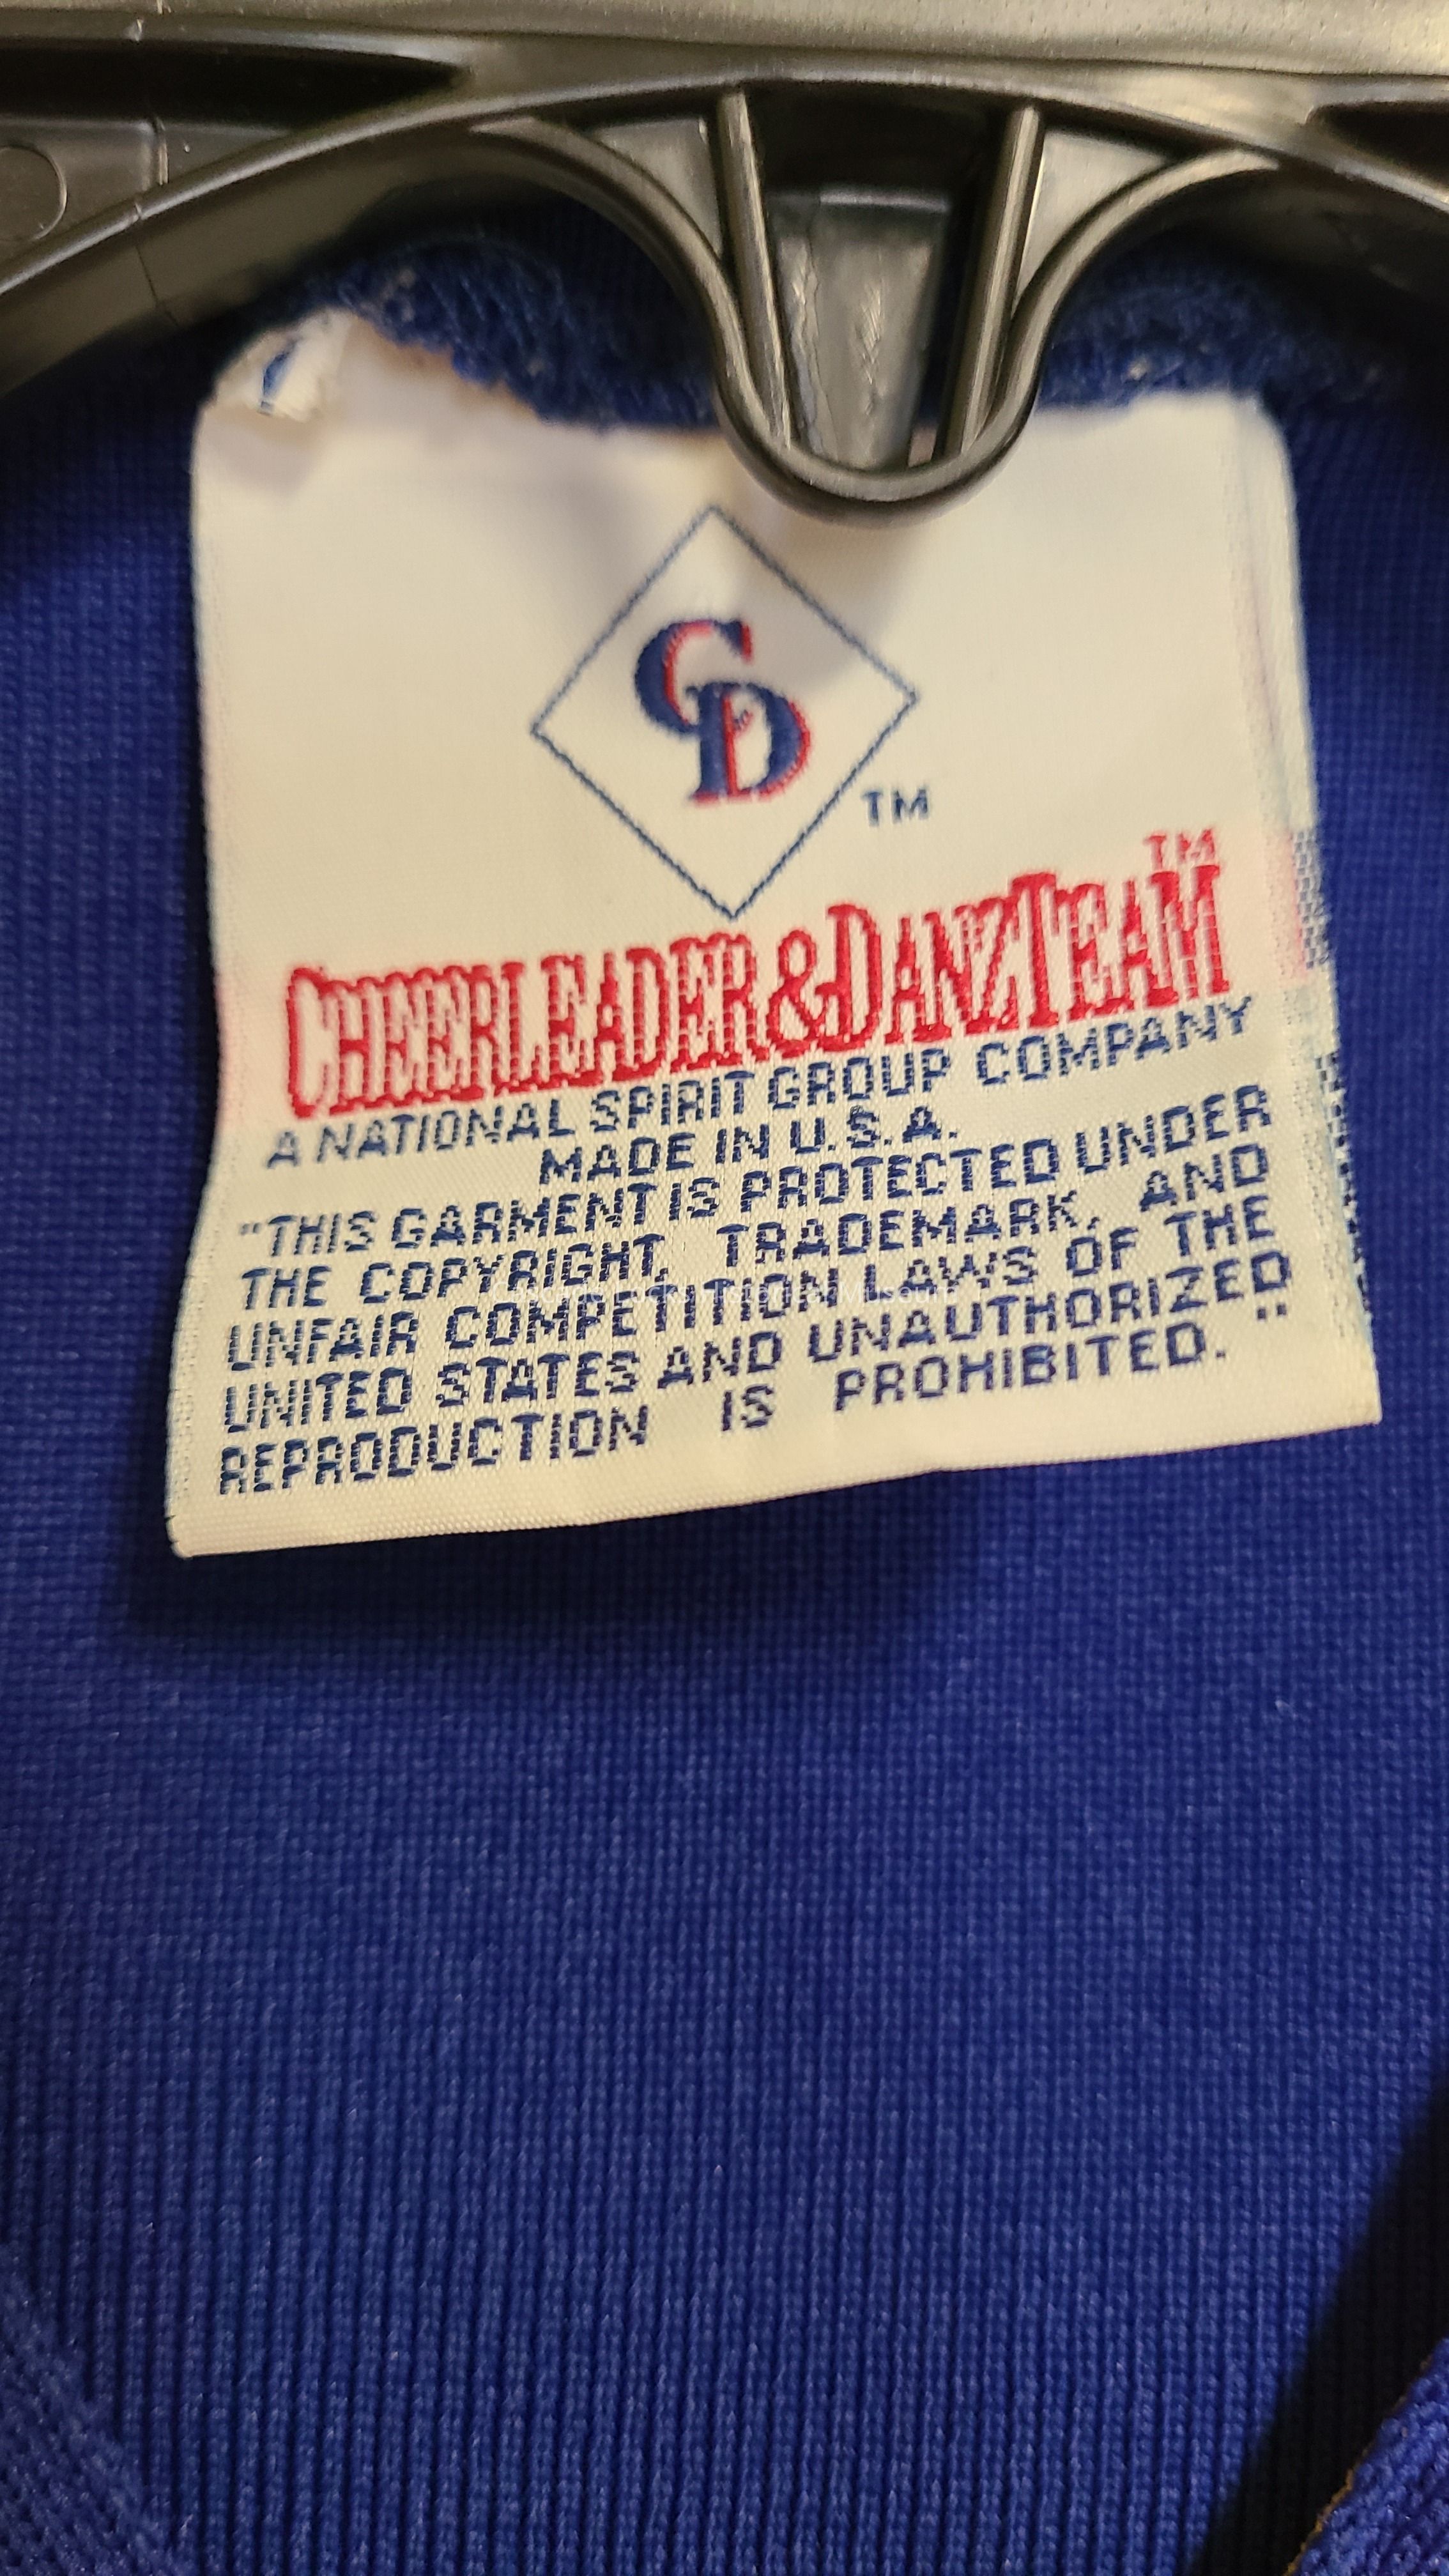 CD
TM
TM
CHEERLEADER & DANZTEAM
A NATIONAL SPIRIT GROUP COMPANY
MADE IN U.S.A.
"THIS GARMENT IS PROTECTED UNDER
THE COPYRIGHT, TRADEMARK, AND
UNFAIR COMPETITION LAWS OF THE
UNITED STATES AND UNAUTHORIZED
REPRODUCTION IS PROHIBITED."